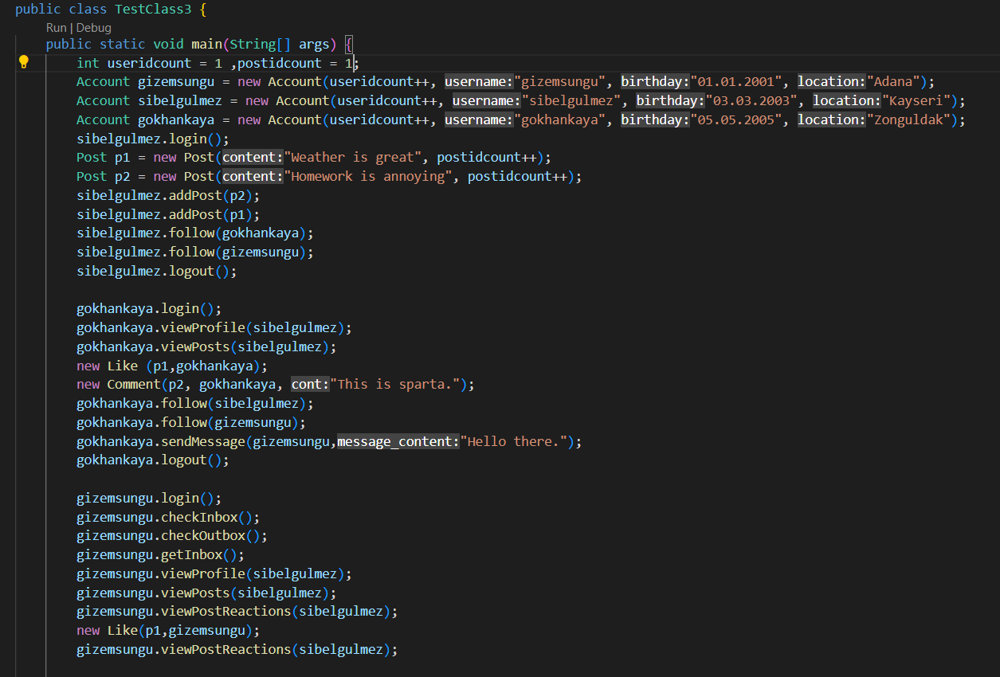 public class TestClass3 {
Run | Debug
public static void main(String[] args) {
int useridcount = 1 ,postidcount = 1;
Account gizemsungu = new Account(useridcount++, username:"gizemsungu", birthday:"01.01.2001", location:"Adana");
Account sibelgulmez = new Account(useridcount++, username:"sibelgulmez", birthday:"03.03.2003", location:"Kayseri");
Account gokhankaya = new Account(useridcount++, username:"gokhankaya", birthday:"05.05.2005", location:"Zonguldak");
sibelgulmez.login();
Post p1 = new Post(content:"Weather is great", postidcount++);
Post p2 = new Post(content:"Homework is annoying", postidcount++);
sibelgulmez.addPost(p2);
sibelgulmez.addPost(p1);
sibelgulmez.follow(gokhankaya);
sibelgulmez.follow(gizemsungu);
sibelgulmez.logout();
gokhankaya.login();
gokhankaya.viewProfile(sibelgulmez);
gokhankaya.viewPosts(sibelgulmez);
new Like (p1,gokhankaya);
new Comment(p2, gokhankaya, cont:"This is sparta.");
gokhankaya.follow(sibelgulmez);
gokhankaya.follow(gizemsungu);
gokhankaya.sendMessage(gizemsungu,message_content:"Hello there.");
gokhankaya.logout();
gizemsungu.login();
gizemsungu.checkInbox();
gizemsungu.checkOutbox();
gizemsungu.getInbox();
gizemsungu.viewProfile(sibelgulmez);
gizemsungu.viewPosts(sibelgulmez);
gizemsungu.viewPostReactions(sibelgulmez);
new Like(p1,gizemsungu);
gizemsungu.viewPostReactions(sibelgulmez);